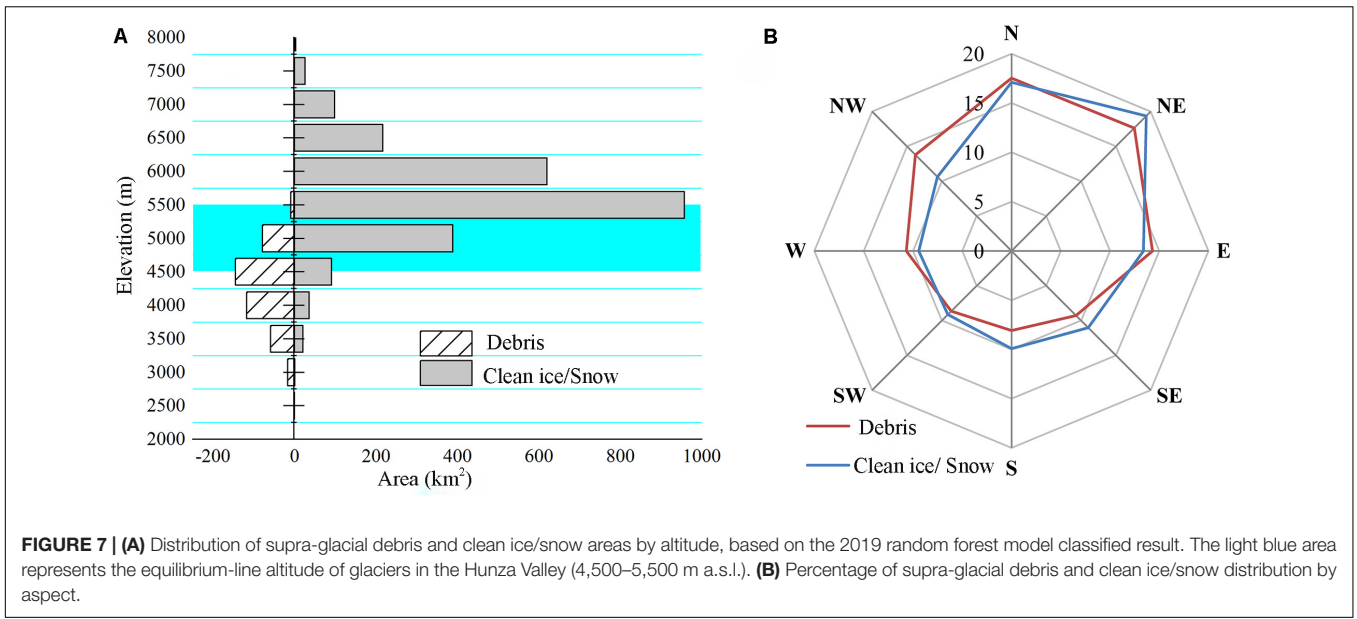 A
8000
7500
7000
6500
6000
5500
5000
4500
4000
3500
3000
2500
2000
Elevation (m)
-200 0 200 400 600 800 1000
Area (km²)
Debris
Clean ice/Snow
B
N
NE
E
SE
S
SW
W
NW
20
15
10
5
0
Debris
Clean ice/ Snow
FIGURE 7 | (A) Distribution of supra-glacial debris and clean ice/snow areas by altitude, based on the 2019 random forest model classified result. The light blue area
represents the equilibrium-line altitude of glaciers in the Hunza Valley (4,500–5,500 m a.s.l.). (B) Percentage of supra-glacial debris and clean ice/snow distribution by
aspect.